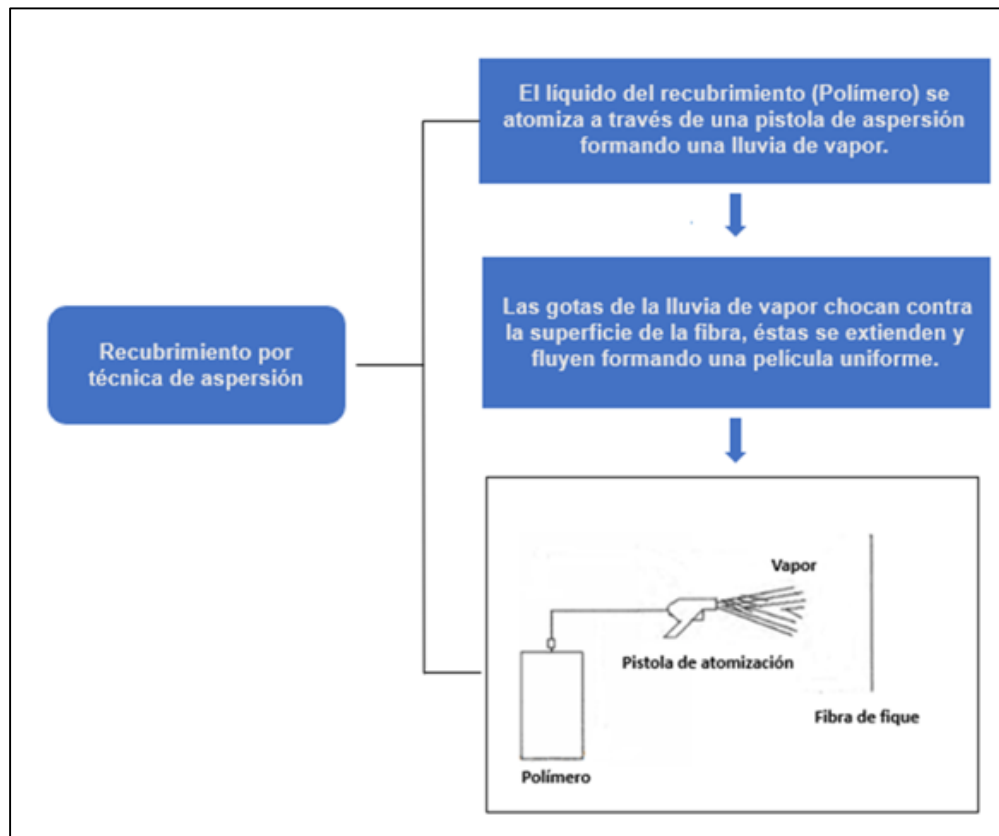 El líquido del recubrimiento (Polímero) se
atomiza a través de una pistola de aspersión
formando una lluvia de vapor.
Las gotas de la lluvia de vapor chocan contra
la superficie de la fibra, éstas se extienden y
fluyen formando una película uniforme.
Recubrimiento por
técnica de aspersión
Vapor
Pistola de atomización
Fibra de fique
Polímero